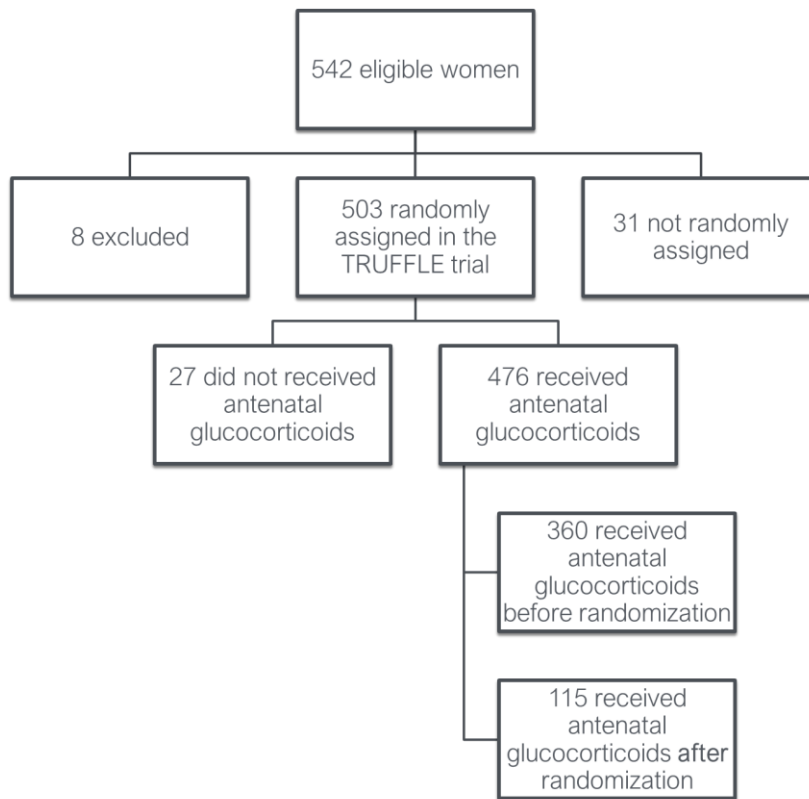 542 eligible women
8 excluded
503 randomly
assigned in the
TRUFFLE trial
31 not randomly
assigned
27 did not received
antenatal
glucocorticoids
476 received
antenatal
glucocorticoids
360 received
antenatal
glucocorticoids
before randomization
115 received
antenatal
glucocorticoids after
randomization